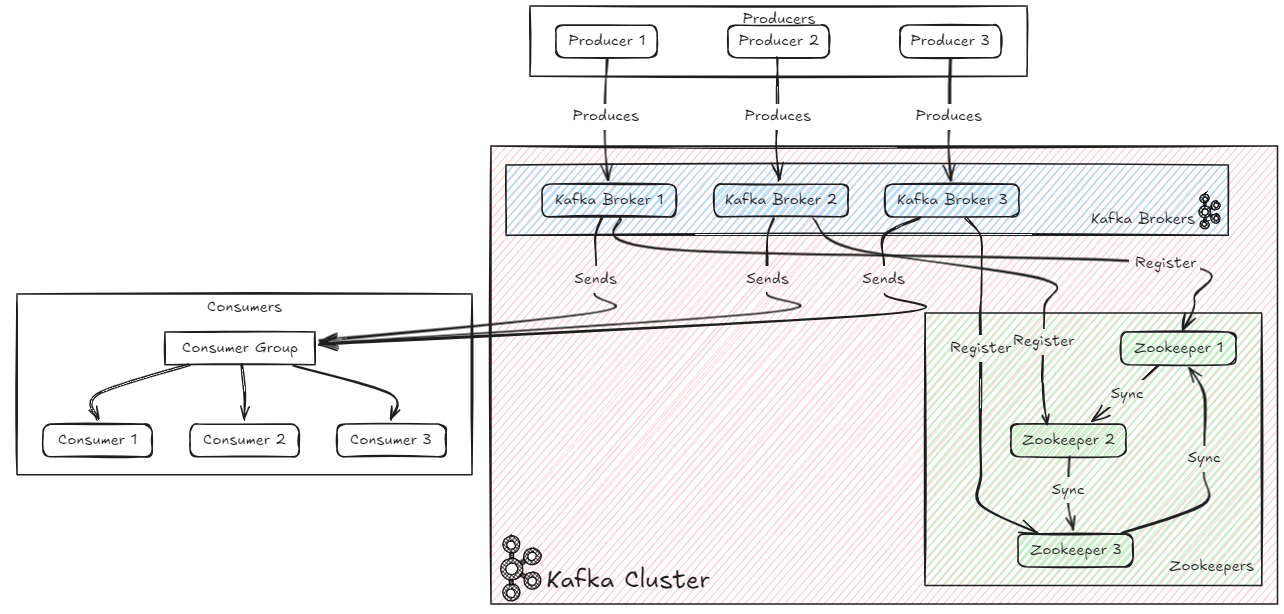 Producers
Producer 1
Producer 2
Producer 3
Produces
Produces
Produces
Kafka Broker 1
Kafka Broker 2
Kafka Broker 3
Kafka Brokers
Sends
Sends
Sends
Register
Consumers
Consumer Group
Register
Register
Zookeeper 1
Sync
Consumer 1
Consumer 2
Consumer 3
Zookeeper 2
Sync
Sync
Zookeeper 3
Zookeepers
Kafka Cluster